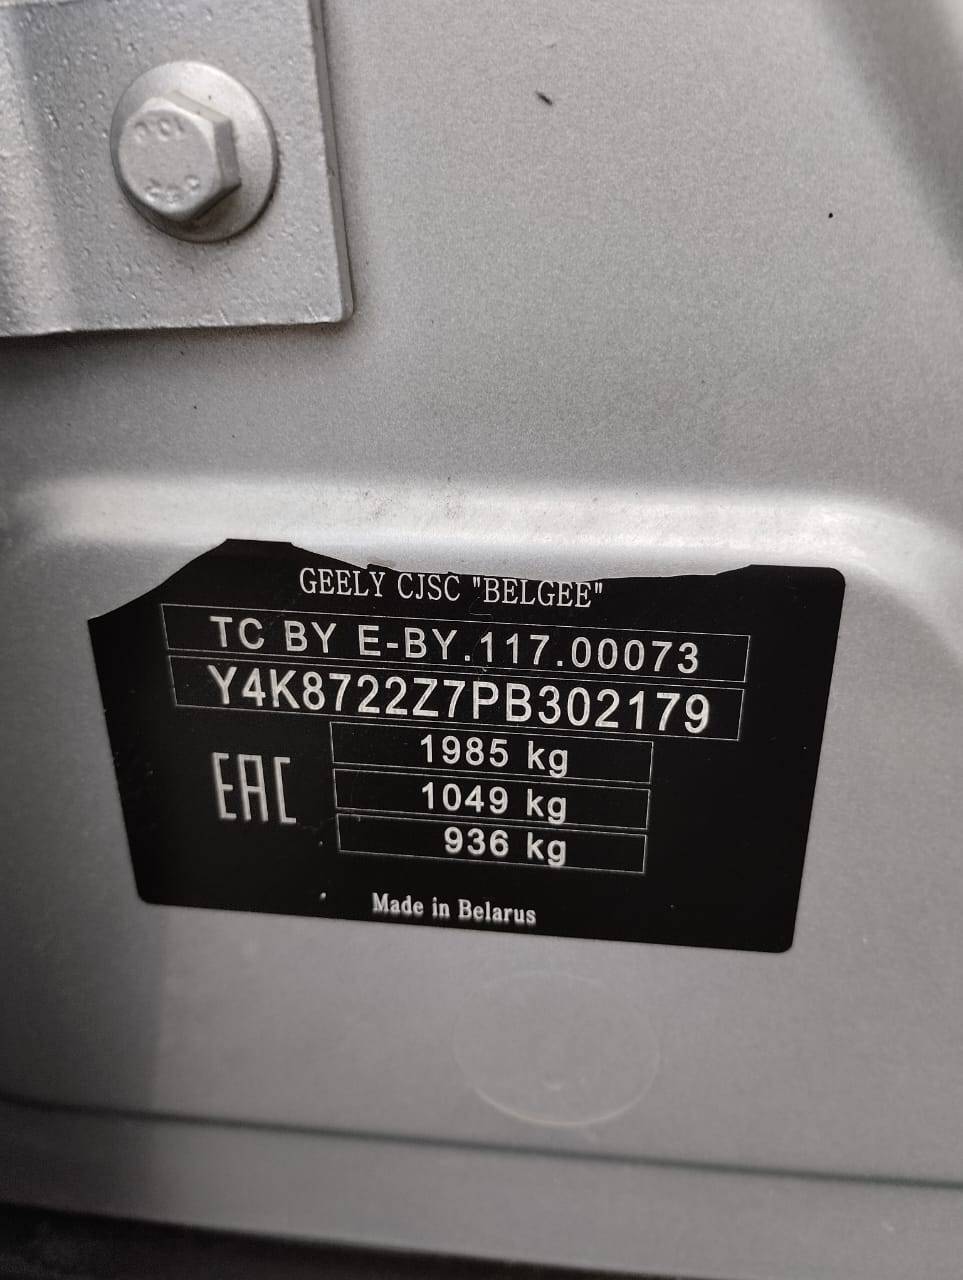 GEELY CJSC "BELGEE"
TC BY E-BY.117.00073
Y4K8722Z7PB302179
1985 kg
1049 kg
936 kg
EAC
Made in Belarus